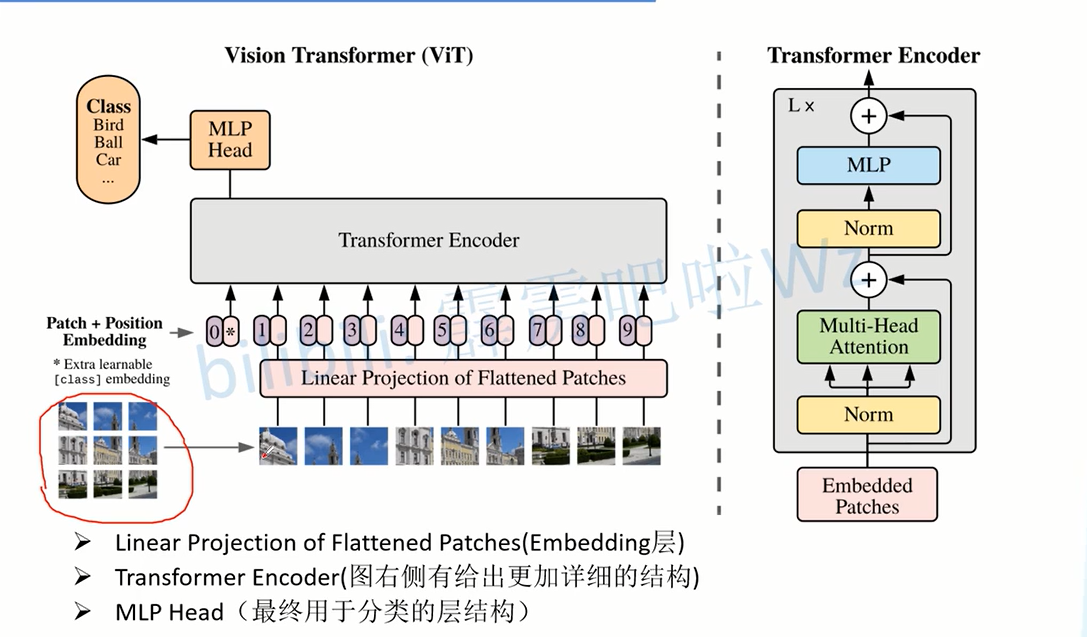 Vision Transformer (ViT)
Class
Bird
Ball
Car
...
MLP
Head
Transformer Encoder
Patch + Position
Embedding
* Extra learnable
[class] embedding
0 * 1 2 3 4 5 6 7 8 9
Linear Projection of Flattened Patches
Transformer Encoder
L ×
+
MLP
Norm
+
Multi-Head
Attention
Norm
Embedded
Patches
bilibili: 霹雳吧啦Wz
➢ Linear Projection of Flattened Patches(Embedding层)
➢ Transformer Encoder(图右侧有给出更加详细的结构)
➢ MLP Head（最终用于分类的层结构）